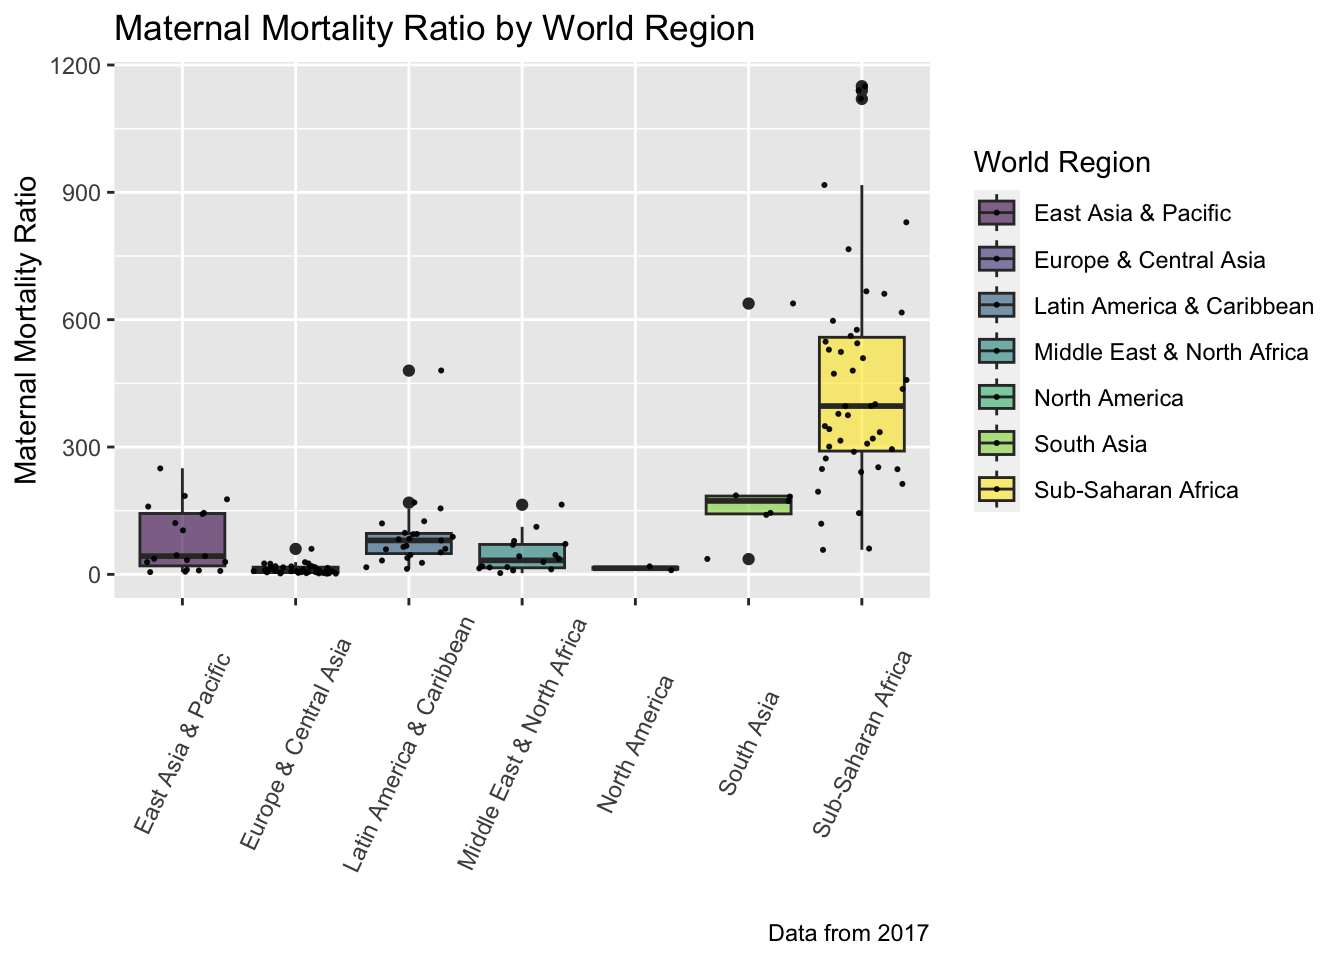 Maternal Mortality Ratio by World Region
Maternal Mortality Ratio
1200
900
600
300
0
East Asia & Pacific
Europe & Central Asia
Latin America & Caribbean
Middle East & North Africa
North America
South Asia
Sub-Saharan Africa
World Region
East Asia & Pacific
Europe & Central Asia
Latin America & Caribbean
Middle East & North Africa
North America
South Asia
Sub-Saharan Africa
Data from 2017